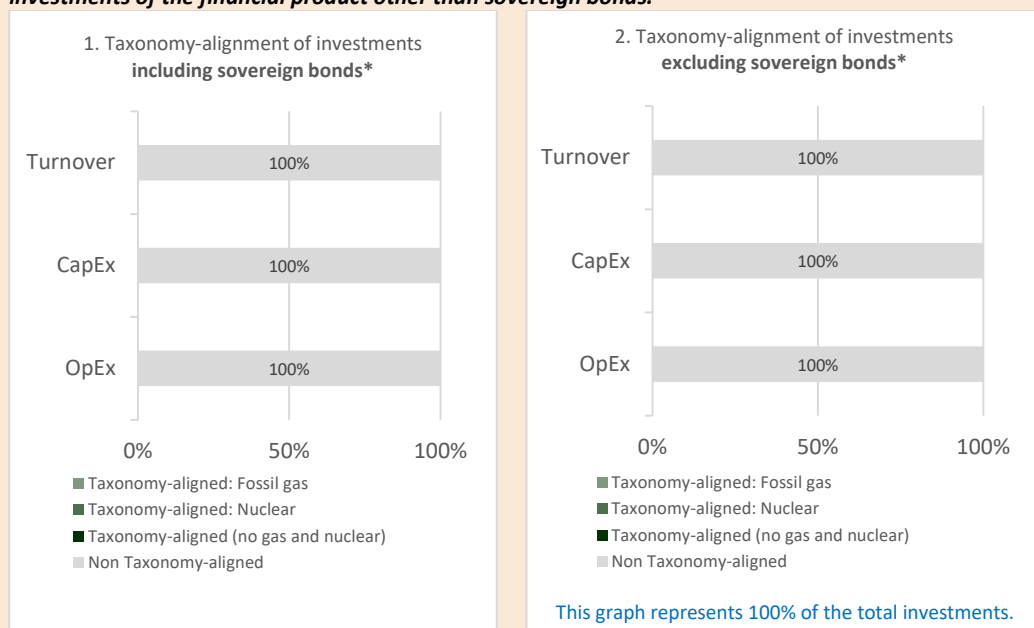 investments of the financial product other than sovereign bonds.
1. Taxonomy-alignment of investments
including sovereign bonds*
Turnover
100%
CapEx
100%
OpEx
100%
0% 50% 100%
Taxonomy-aligned: Fossil gas
Taxonomy-aligned: Nuclear
Taxonomy-aligned (no gas and nuclear)
Non Taxonomy-aligned
2. Taxonomy-alignment of investments
excluding sovereign bonds*
Turnover
100%
CapEx
100%
OpEx
100%
0% 50% 100%
Taxonomy-aligned: Fossil gas
Taxonomy-aligned: Nuclear
Taxonomy-aligned (no gas and nuclear)
Non Taxonomy-aligned
This graph represents 100% of the total investments.